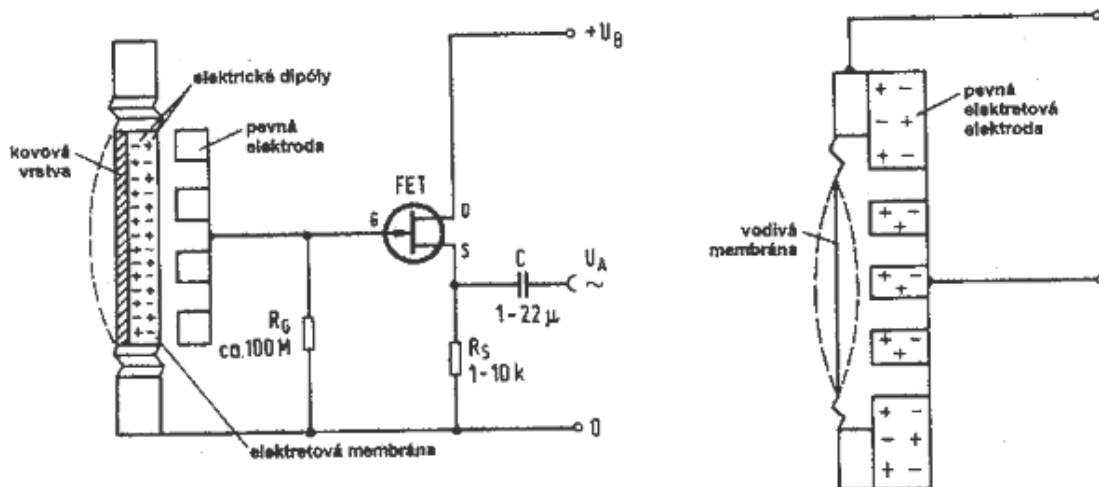 elektrické dipóly
kovová
vrstva
pevná
elektroda
FET
G
D
S
+U_B
C
1-22 µ
U_A
~
R_G
ca.100 M
R_S
1-10 k
0
elektretová membrána
pevná
elektretová
elektroda
vodivá
membrána